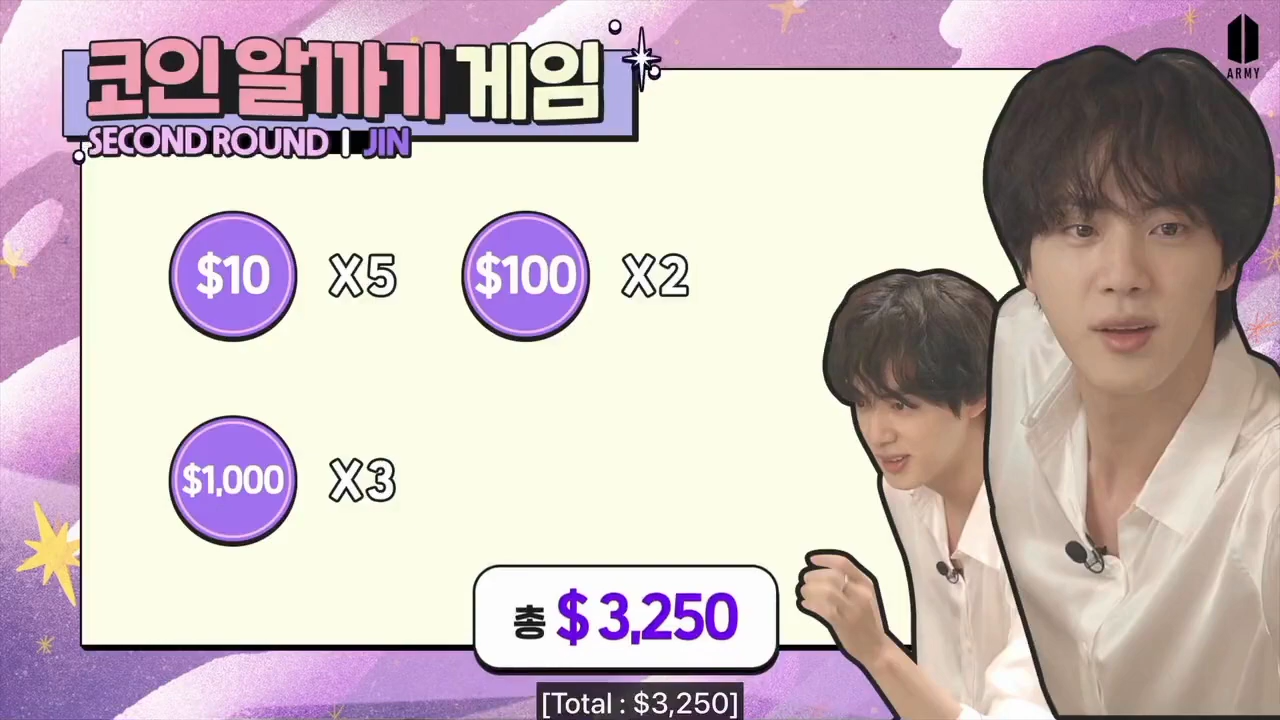 ARMY
코인 알까기 게임
SECOND ROUND | JIN
$10 X5 $100 X2
$1,000 X3
총 $ 3,250
[Total : $3,250]